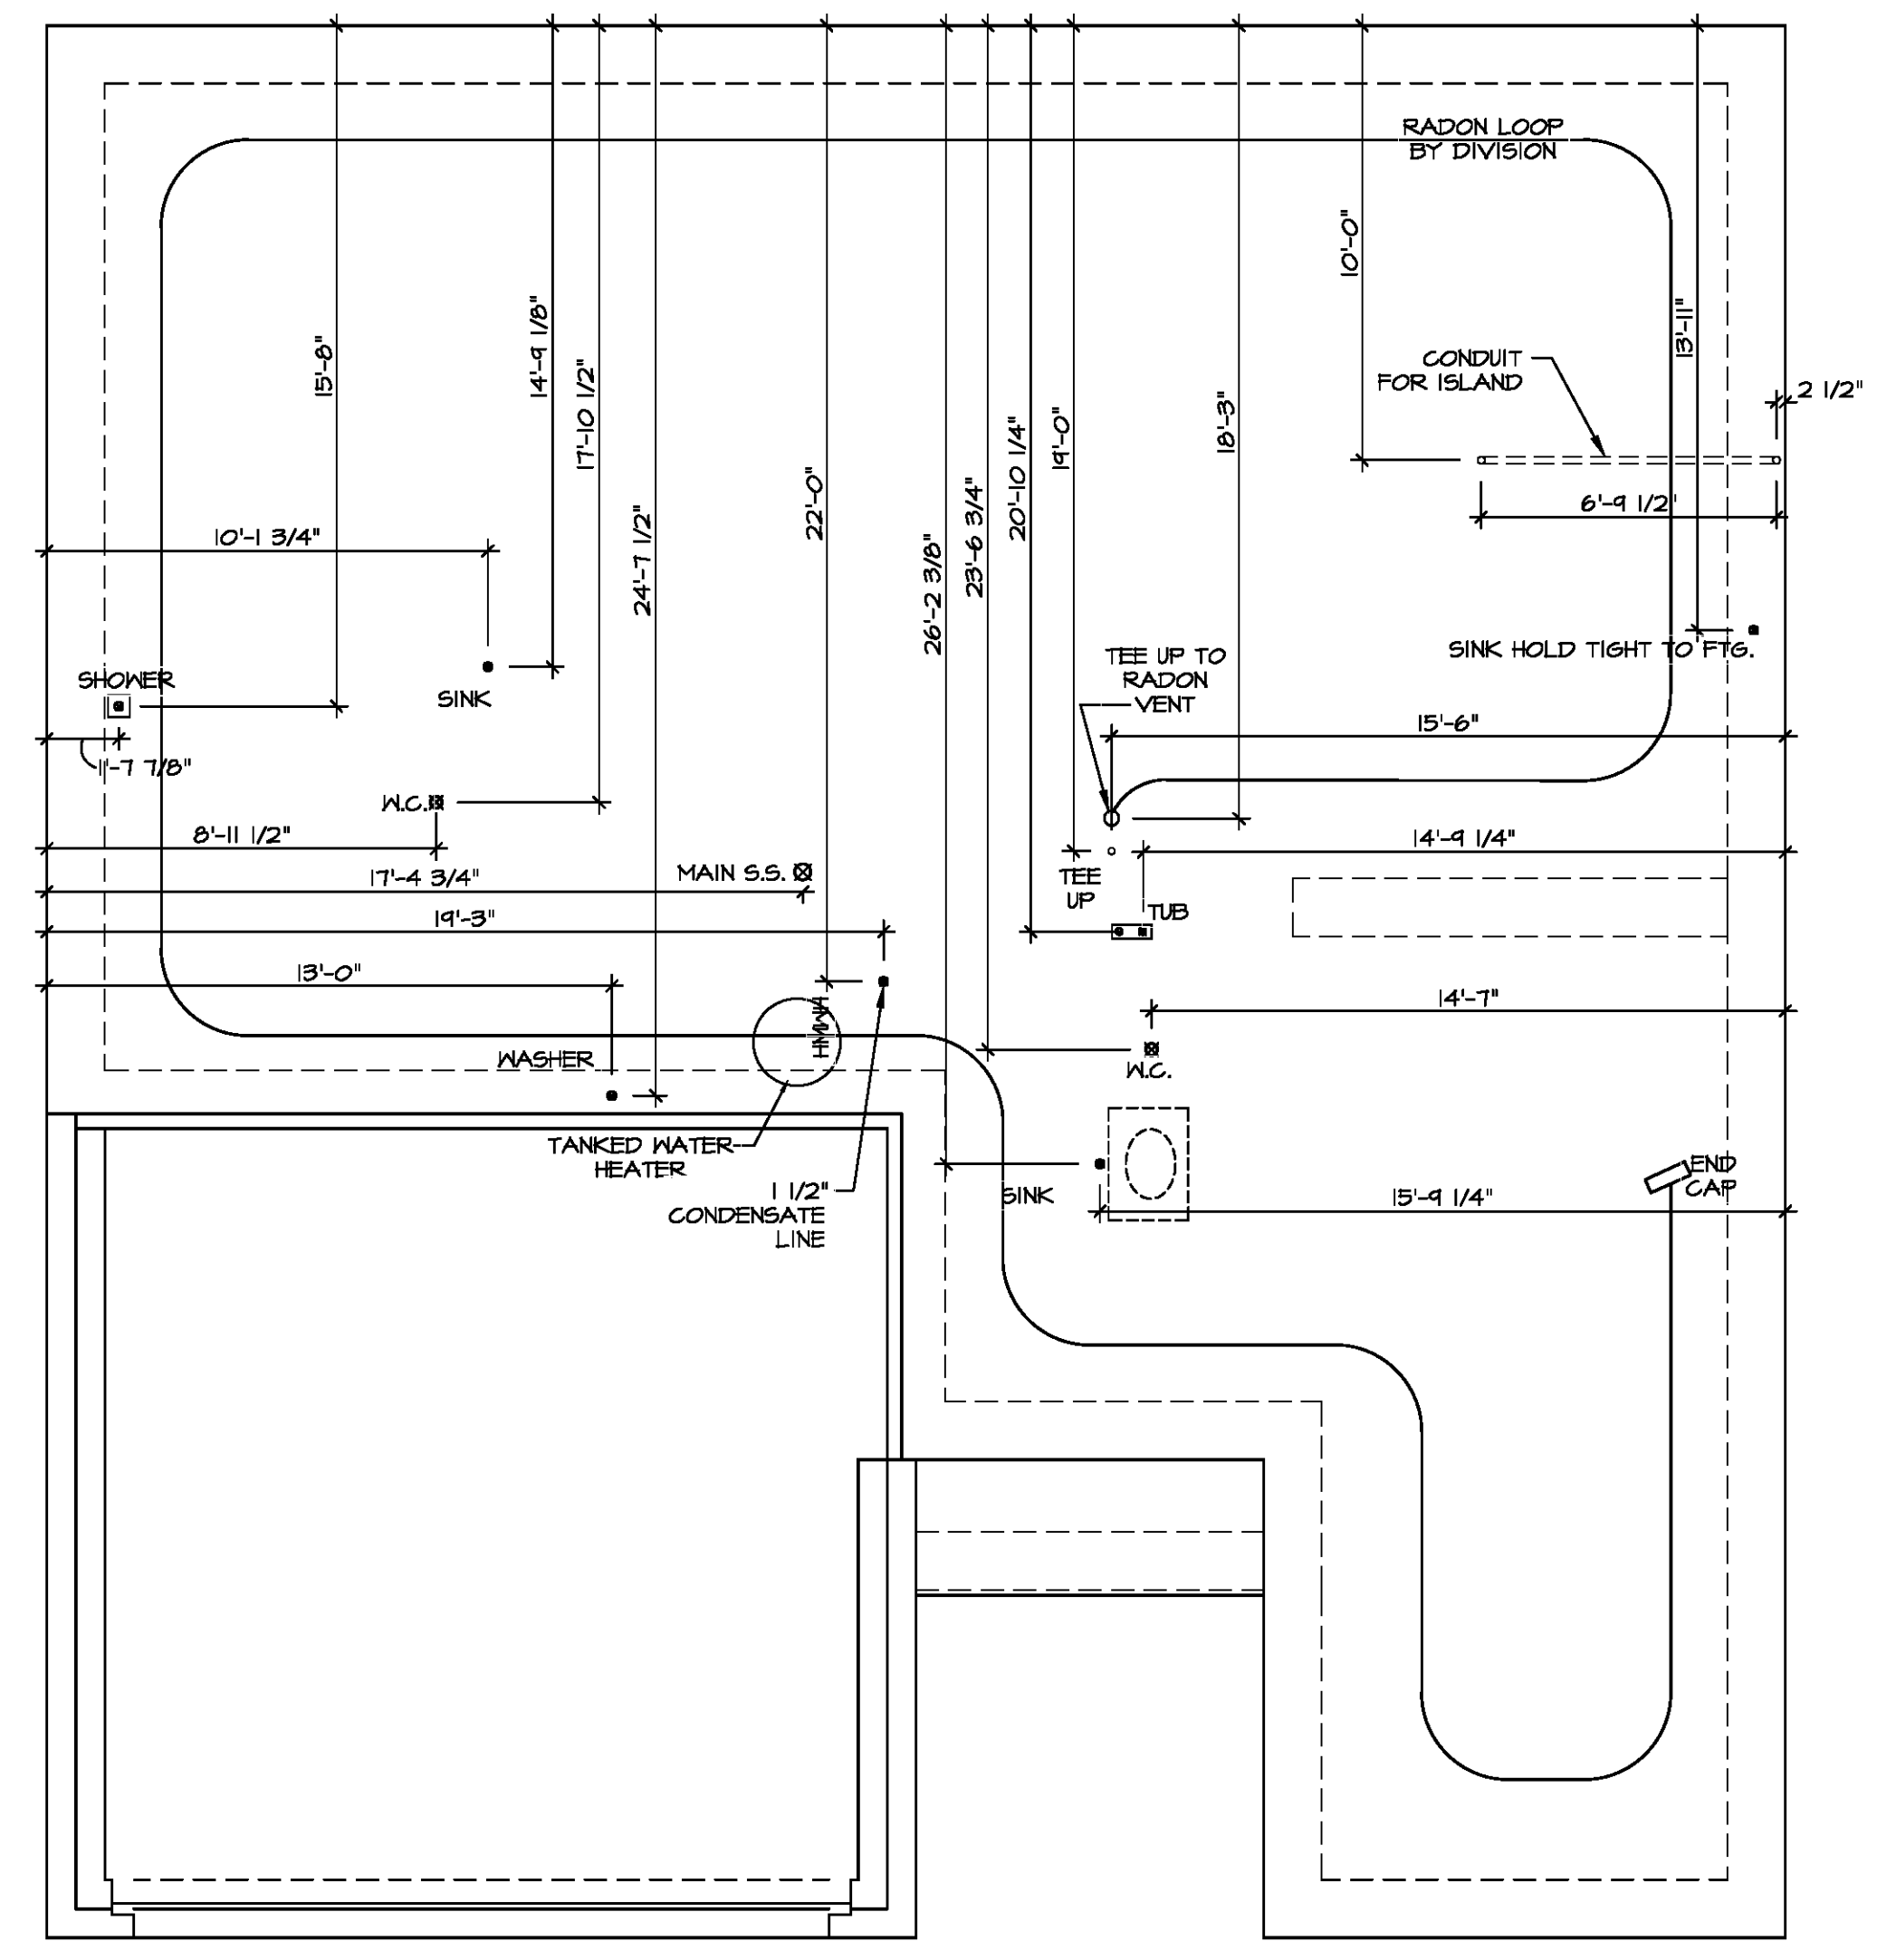 RADON LOOP
BY DIVISION
10'-0"
15'-8"
14'-9 1/8"
17'-10 1/2"
13'-11"
CONDUIT
FOR ISLAND
2 1/2"
18'-3"
19'-0"
20'-10 1/4"
22'-0"
23'-6 3/4"
6'-9 1/2"
10'-1 3/4"
24'-7 1/2"
26'-2 3/8"
SINK HOLD TIGHT TO FTG.
TEE UP TO
RADON
VENT
SHOWER
SINK
15'-6"
1'-7 7/8"
W.C.
8'-11 1/2"
14'-9 1/4"
MAIN S.S.
17'-4 3/4"
TEE
UP
TUB
19'-3"
13'-0"
14'-7"
HMWH
WASHER
W.C.
TANKED WATER
HEATER
1 1/2"
CONDENSATE
LINE
SINK
END
CAP
15'-9 1/4"